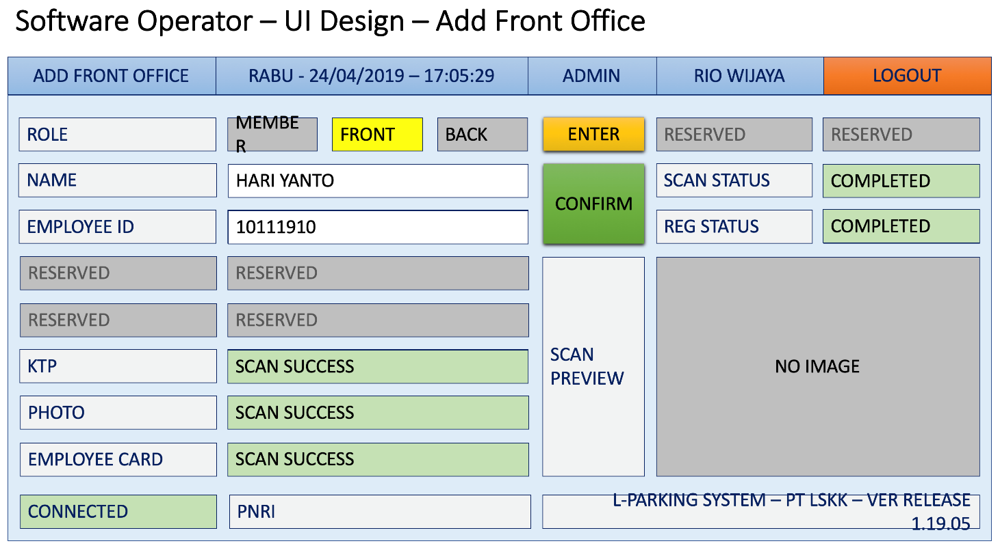 Software Operator – UI Design – Add Front Office
ADD FRONT OFFICE RABU - 24/04/2019 – 17:05:29 ADMIN RIO WIJAYA LOGOUT
ROLE MEMBE
R FRONT BACK ENTER RESERVED RESERVED
NAME HARI YANTO CONFIRM SCAN STATUS COMPLETED
EMPLOYEE ID 10111910 REG STATUS COMPLETED
RESERVED RESERVED
RESERVED RESERVED
KTP SCAN SUCCESS
PHOTO SCAN SUCCESS
EMPLOYEE CARD SCAN SUCCESS
SCAN
PREVIEW
NO IMAGE
CONNECTED PNRI L-PARKING SYSTEM – PT LSKK – VER RELEASE
1.19.05